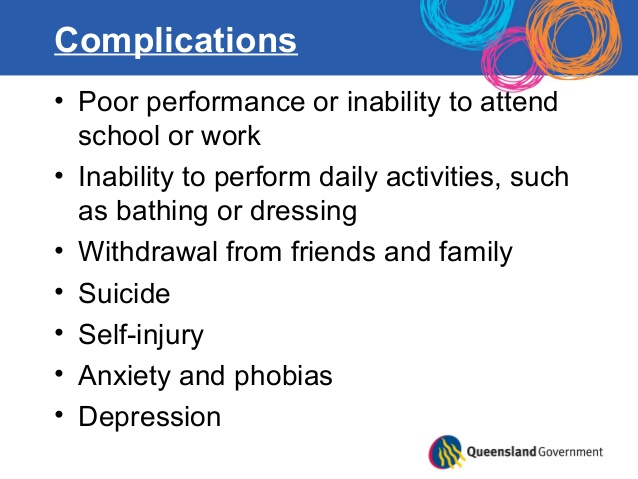 Complications
• Poor performance or inability to attend
school or work
• Inability to perform daily activities, such
as bathing or dressing
• Withdrawal from friends and family
• Suicide
• Self-injury
• Anxiety and phobias
• Depression
Queensland Government